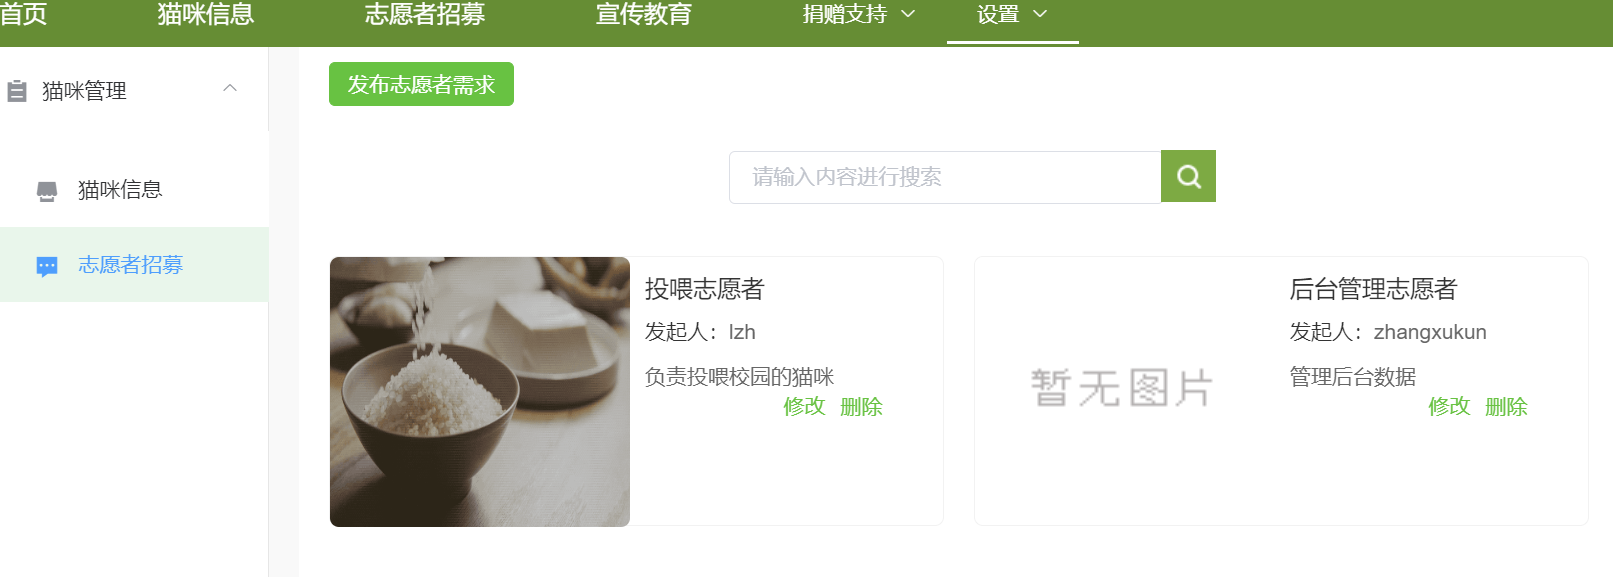 首页 猫咪信息 志愿者招募 宣传教育 捐赠支持 设置
猫咪管理
猫咪信息
志愿者招募
发布志愿者需求
请输入内容进行搜索
投喂志愿者
发起人：lzh
负责投喂校园的猫咪
修改 删除
暂无图片
后台管理志愿者
发起人：zhangxukun
管理后台数据
修改 删除